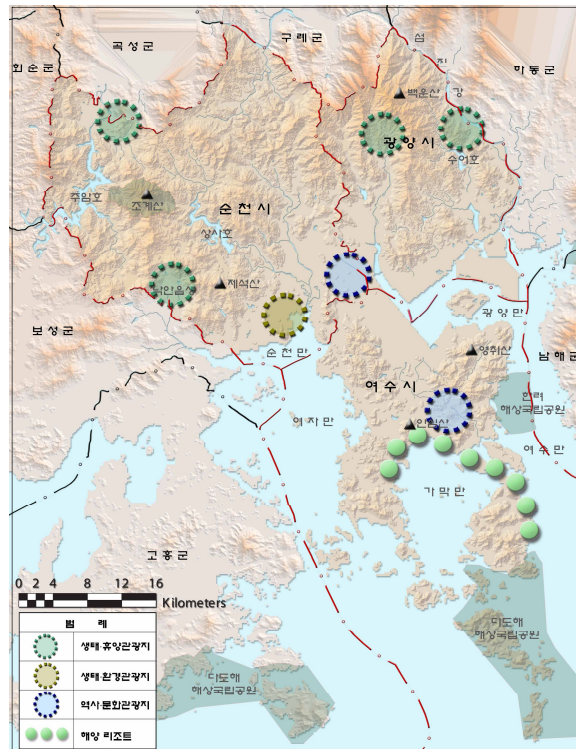 구례군
섬
곡성군
진
화순군
하동군
강
백운산
광양시
수어호
주암호
조계산
순천시
상사호
낙안읍성
제석산
보성군
광양만
순천만
영취산
남해군
여수시
한려
해상국립공원
여자만
안심산
여수만
가막만
고흥군
0 2 4 8 12 16
Kilometers
범 례
생태·휴양관광지
생태·환경관광지
역사·문화관광지
해양 리조트
다도해
해상국립공원
다도해
해상국립공원